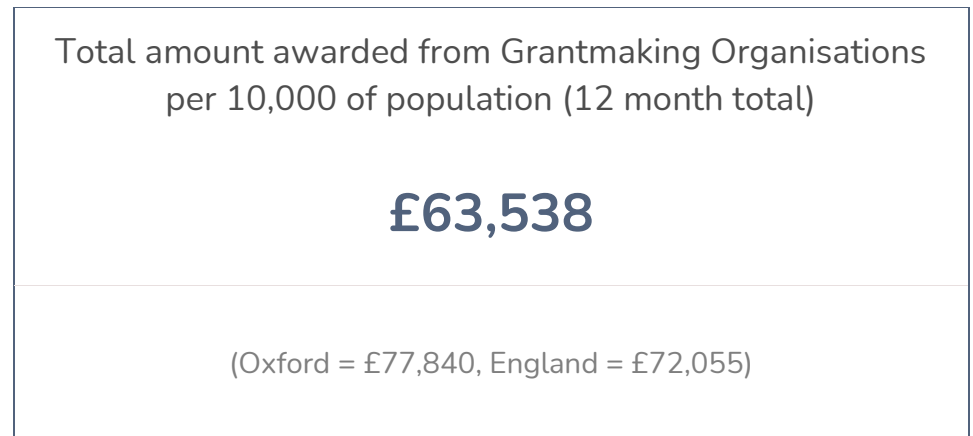 Total amount awarded from Grantmaking Organisations
per 10,000 of population (12 month total)
£63,538
(Oxford = £77,840, England = £72,055)